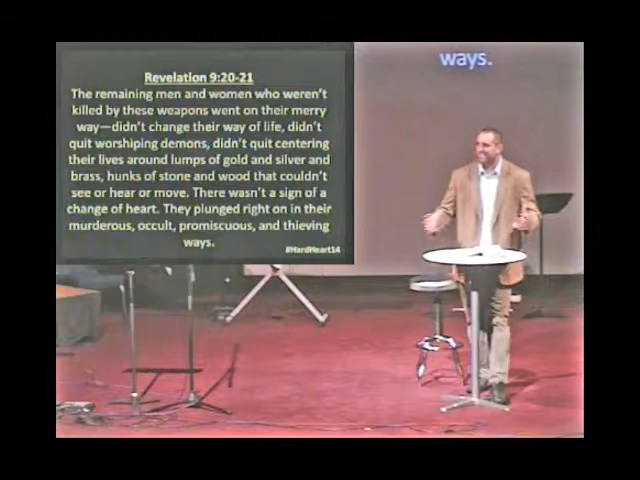 Revelation 9:20-21
The remaining men and women who weren't
killed by these weapons went on their merry
way—didn't change their way of life, didn't
quit worshiping demons, didn't quit centering
their lives around lumps of gold and silver and
brass, hunks of stone and wood that couldn't
see or hear or move. There wasn't a sign of a
change of heart. They plunged right on in their
murderous, occult, promiscuous, and thieving
ways.
#HardHeart14
ways.